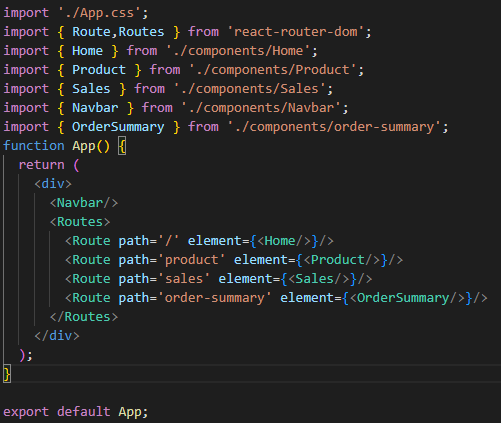 import './App.css';
import { Route,Routes } from 'react-router-dom';
import { Home } from './components/Home';
import { Product } from './components/Product';
import { Sales } from './components/Sales';
import { Navbar } from './components/Navbar';
import { OrderSummary } from './components/order-summary';
function App() {
  return (
    <div>
      <Navbar/>
      <Routes>
        <Route path='/' element={<Home/>}/>
        <Route path='product' element={<Product/>}/>
        <Route path='sales' element={<Sales/>}/>
        <Route path='order-summary' element={<OrderSummary/>}/>
      </Routes>
    </div>
  );
}

export default App;